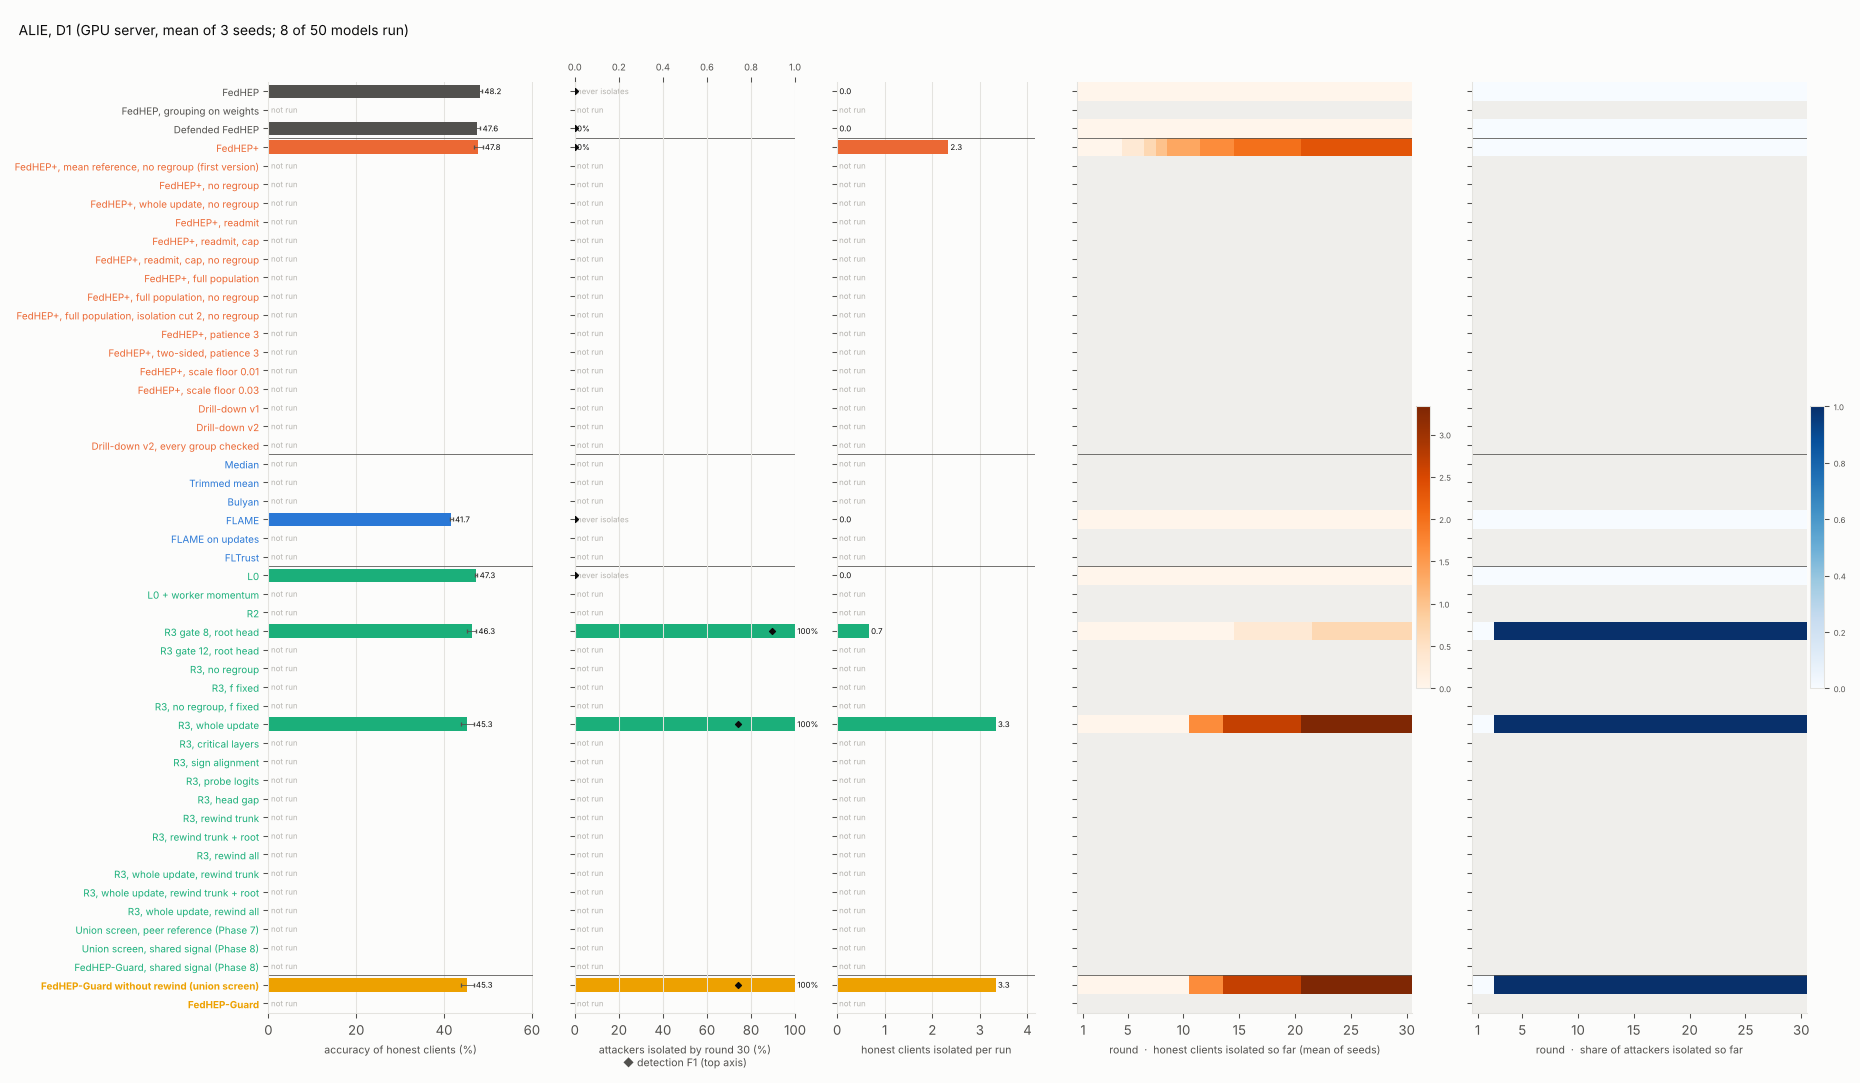 ALIE, D1 (GPU server, mean of 3 seeds; 8 of 50 models run)
0.0 0.2 0.4 0.6 0.8 1.0
FedHEP 48.2 never isolates 0.0
FedHEP, grouping on weights not run not run not run
Defended FedHEP 47.6 0% 0.0
FedHEP+ 47.8 0% 2.3
FedHEP+, mean reference, no regroup (first version) not run not run not run
FedHEP+, no regroup not run not run not run
FedHEP+, whole update, no regroup not run not run not run
FedHEP+, readmit not run not run not run
FedHEP+, readmit, cap not run not run not run
FedHEP+, readmit, cap, no regroup not run not run not run
FedHEP+, full population not run not run not run
FedHEP+, full population, no regroup not run not run not run
FedHEP+, full population, isolation cut 2, no regroup not run not run not run
FedHEP+, patience 3 not run not run not run
FedHEP+, two-sided, patience 3 not run not run not run
FedHEP+, scale floor 0.01 not run not run not run
FedHEP+, scale floor 0.03 not run not run not run
Drill-down v1 not run not run not run
Drill-down v2 not run not run not run
Drill-down v2, every group checked not run not run not run
Median not run not run not run
Trimmed mean not run not run not run
Bulyan not run not run not run
FLAME 41.7 never isolates 0.0
FLAME on updates not run not run not run
FLTrust not run not run not run
L0 47.3 never isolates 0.0
L0 + worker momentum not run not run not run
R2 not run not run not run
R3 gate 8, root head 46.3 100% 0.7
R3 gate 12, root head not run not run not run
R3, no regroup not run not run not run
R3, f fixed not run not run not run
R3, no regroup, f fixed not run not run not run
R3, whole update 45.3 100% 3.3
R3, critical layers not run not run not run
R3, sign alignment not run not run not run
R3, probe logits not run not run not run
R3, head gap not run not run not run
R3, rewind trunk not run not run not run
R3, rewind trunk + root not run not run not run
R3, rewind all not run not run not run
R3, whole update, rewind trunk not run not run not run
R3, whole update, rewind trunk + root not run not run not run
R3, whole update, rewind all not run not run not run
Union screen, peer reference (Phase 7) not run not run not run
Union screen, shared signal (Phase 8) not run not run not run
FedHEP-Guard, shared signal (Phase 8) not run not run not run
FedHEP-Guard without rewind (union screen) 45.3 100% 3.3
FedHEP-Guard not run not run not run
0 20 40 60
accuracy of honest clients (%)
0 20 40 60 80 100
attackers isolated by round 30 (%)
◆ detection F1 (top axis)
0 1 2 3 4
honest clients isolated per run
1 5 10 15 20 25 30
round · honest clients isolated so far (mean of seeds)
3.0
2.5
2.0
1.5
1.0
0.5
0.0
1 5 10 15 20 25 30
round · share of attackers isolated so far
1.0
0.8
0.6
0.4
0.2
0.0